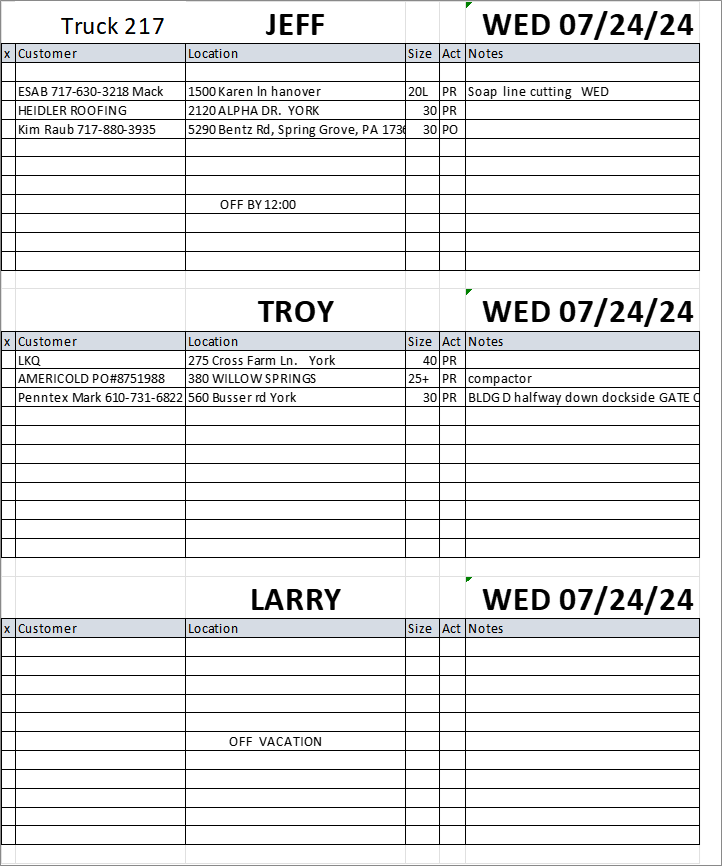 Truck 217 JEFF WED 07/24/24
x Customer Location Size Act Notes
ESAB 717-630-3218 Mack 1500 Karen ln hanover 20L PR Soap line cutting WED
HEIDLER ROOFING 2120 ALPHA DR. YORK 30 PR
Kim Raub 717-880-3935 5290 Bentz Rd, Spring Grove, PA 1736 30 PO
OFF BY 12:00
TROY WED 07/24/24
x Customer Location Size Act Notes
LKQ 275 Cross Farm Ln. York 40 PR
AMERICOLD PO#8751988 380 WILLOW SPRINGS 25+ PR compactor
Penntex Mark 610-731-6822 560 Busser rd York 30 PR BLDG D halfway down dockside GATE
LARRY WED 07/24/24
x Customer Location Size Act Notes
OFF VACATION